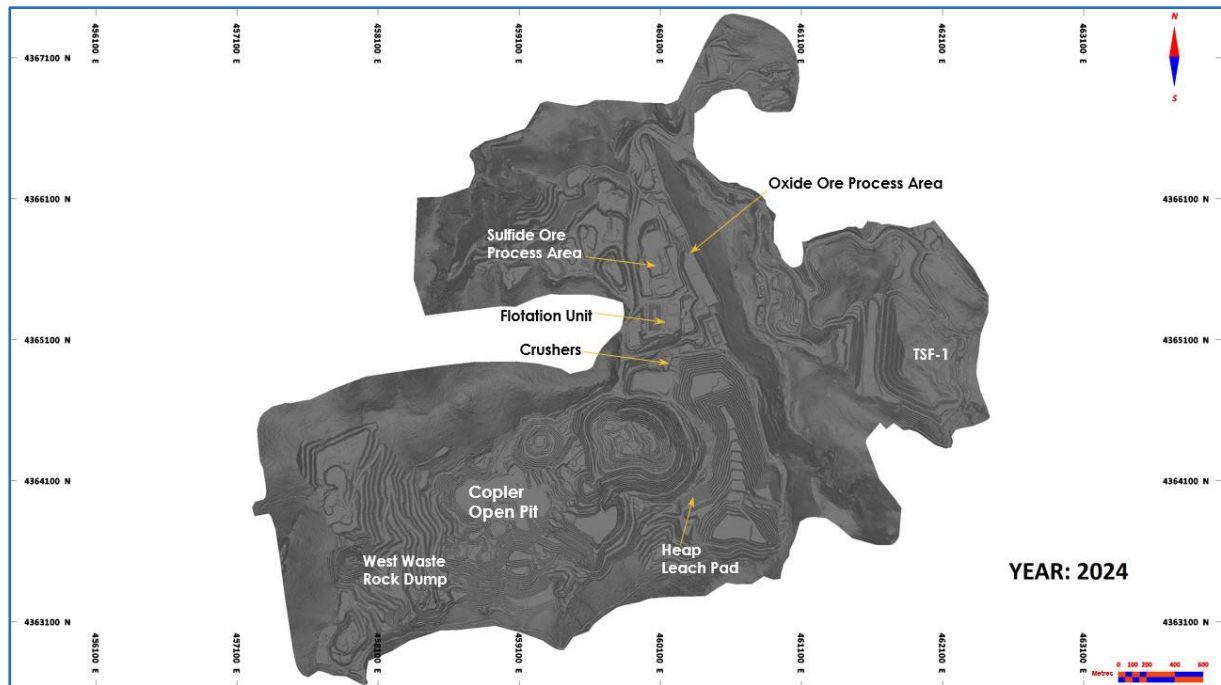 456100 E
457100 E
458100 E
459100 E
460100 E
461100 E
462100 E
463100 E
N
S
4367100 N
4367100 N
4366100 N
4366100 N
Oxide Ore Process Area
Sulfide Ore
Process Area
Flotation Unit
Crushers
4365100 N
4365100 N
TSF-1
4364100 N
4364100 N
Copler
Open Pit
West Waste
Rock Dump
Heap
Leach Pad
YEAR: 2024
4363100 N
4363100 N
456100 E
457100 E
458100 E
459100 E
460100 E
461100 E
462100 E
463100 E
0 100 200 400 600
Metres